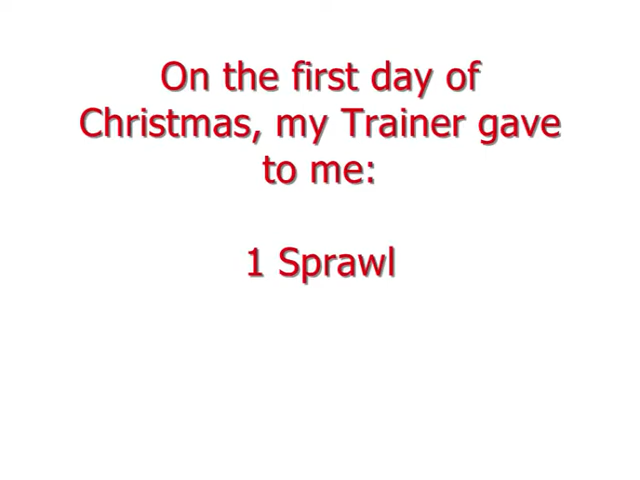 On the first day of
Christmas, my Trainer gave
to me:
1 Sprawl